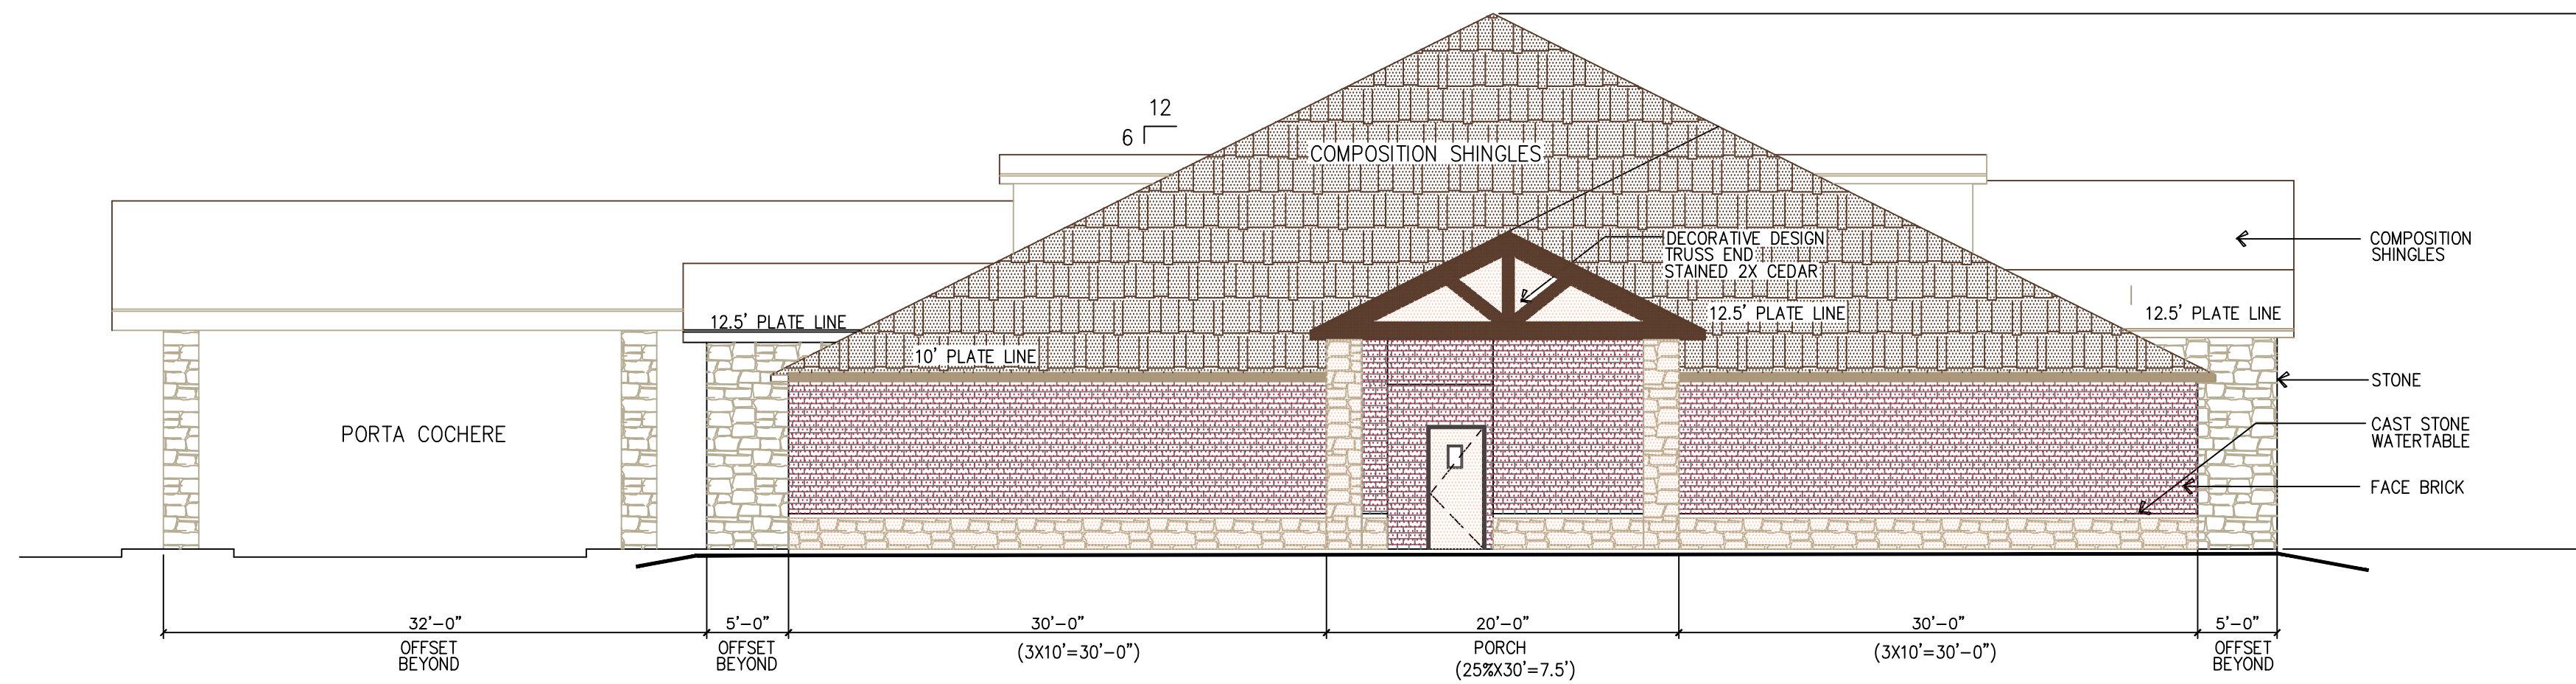 12
6
COMPOSITION SHINGLES
DECORATIVE DESIGN
TRUSS END
STAINED 2X CEDAR
COMPOSITION
SHINGLES
12.5' PLATE LINE
12.5' PLATE LINE
12.5' PLATE LINE
10' PLATE LINE
STONE
PORTA COCHERE
CAST STONE
WATERTABLE
FACE BRICK
32'-0"
OFFSET
BEYOND
5'-0"
OFFSET
BEYOND
30'-0"
(3X10'=30'-0")
20'-0"
PORCH
(25%X30'=7.5')
30'-0"
(3X10'=30'-0")
5'-0"
OFFSET
BEYOND